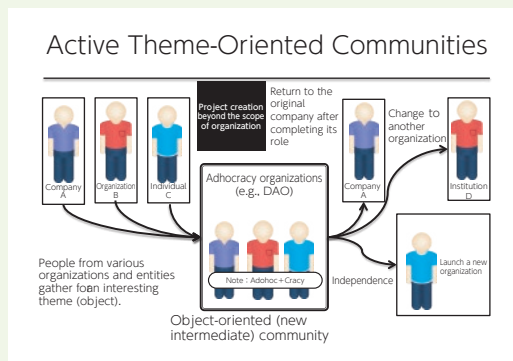 Active Theme-Oriented Communities
Project creation
beyond the scope
of organization
Return to the
original
company after
completing its
role
Change to
another
organization
Company
A
Organization
B
Individual
C
Adhocracy organizations
(e.g., DAO)
Company
A
Institution
D
Note：Adohoc+Cracy
People from various
organizations and entities
gather foran interesting
theme (object).
Independence
Launch a new
organization
Object-oriented (new
intermediate) community